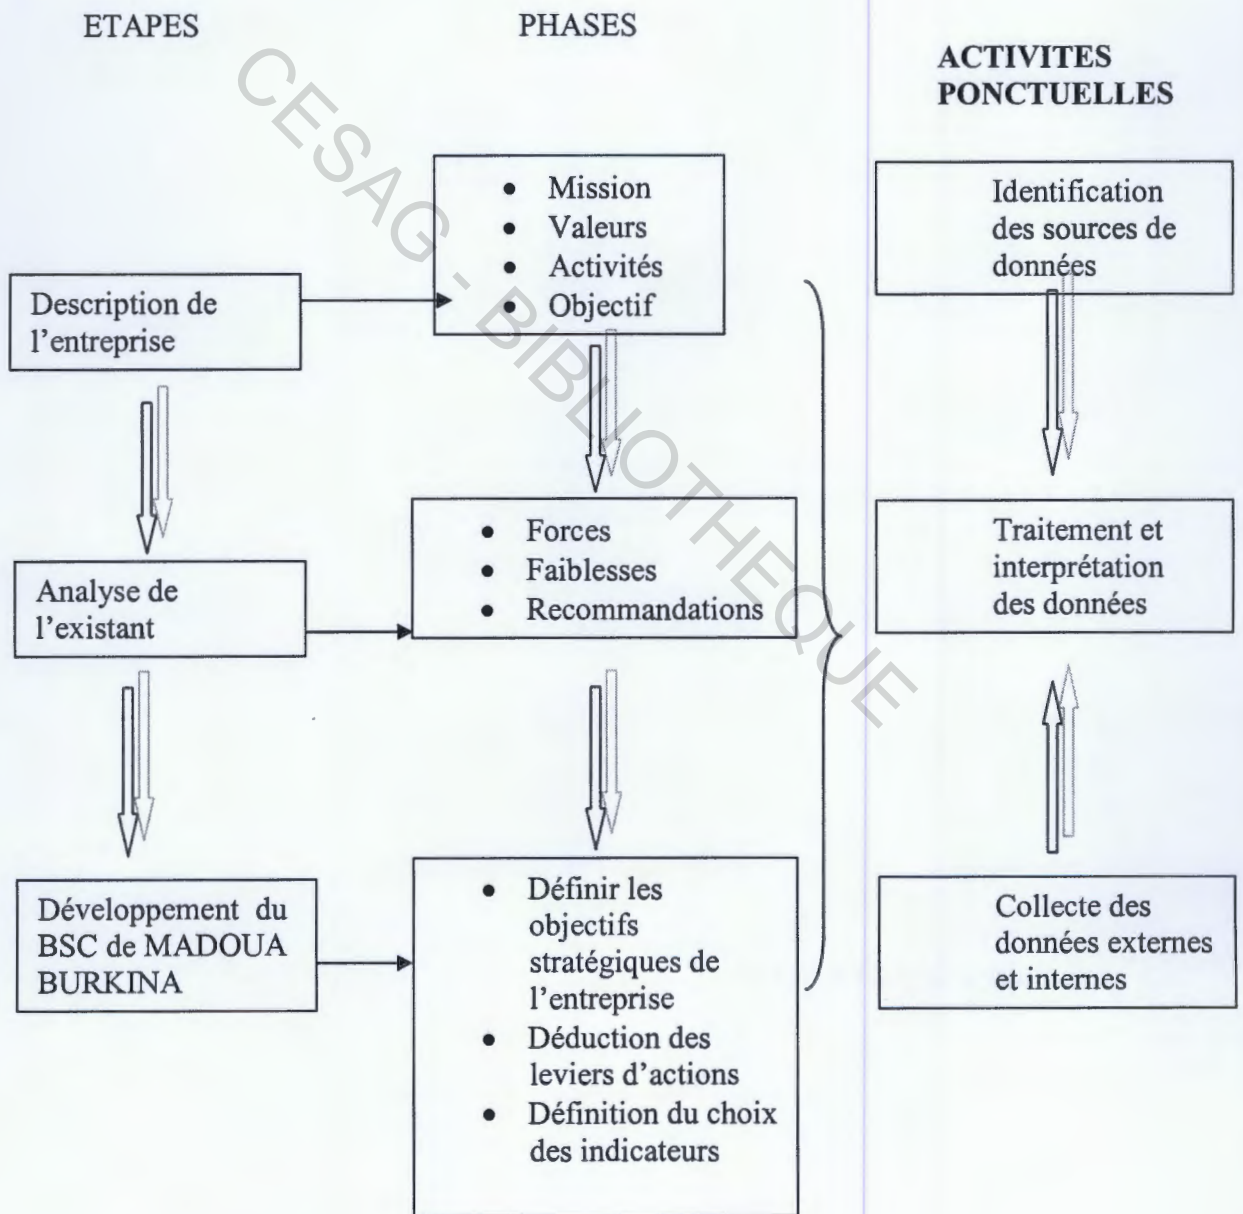 ETAPES
PHASES
ACTIVITES
PONCTUELLES
Description de
l'entreprise
• Mission
• Valeurs
• Activités
• Objectif
Identification
des sources de
données
Analyse de
l'existant
• Forces
• Faiblesses
• Recommandations
Traitement et
interprétation
des données
Développement du
BSC de MADOUA
BURKINA
• Définir les
objectifs
stratégiques de
l'entreprise
• Déduction des
leviers d'actions
• Définition du choix
des indicateurs
Collecte des
données externes
et internes
CESAG - BIBLIOTHEQUE